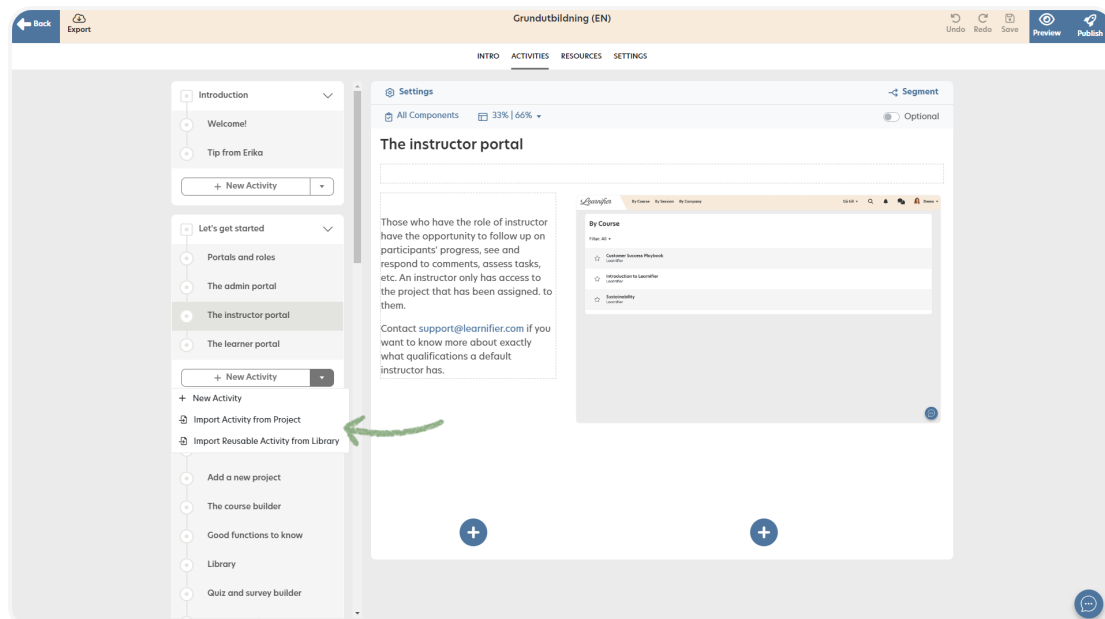 Back
Export
Grundutbildning (EN)
Undo Redo Save Preview Publish
INTRO ACTIVITIES RESOURCES SETTINGS
Introduction
Welcome!
Tip from Erika
+ New Activity
Let's get started
Portals and roles
The admin portal
The instructor portal
The learner portal
+ New Activity
+ New Activity
Import Activity from Project
Import Reusable Activity from Library
Add a new project
The course builder
Good functions to know
Library
Quiz and survey builder
Settings
Segment
All Components 33% | 66%
Optional
The instructor portal
Those who have the role of instructor
have the opportunity to follow up on
participants' progress, see and
respond to comments, assess tasks,
etc. An instructor only has access to
the project that has been assigned. to
them.
Contact support@learnifier.com if you
want to know more about exactly
what qualifications a default
instructor has.
Learnifier By Course By Session By Company Demo
By Course
Filter: All
Customer Success Playbook
Learnifier
Introduction to Learnifier
Learnifier
Sustainability
Learnifier